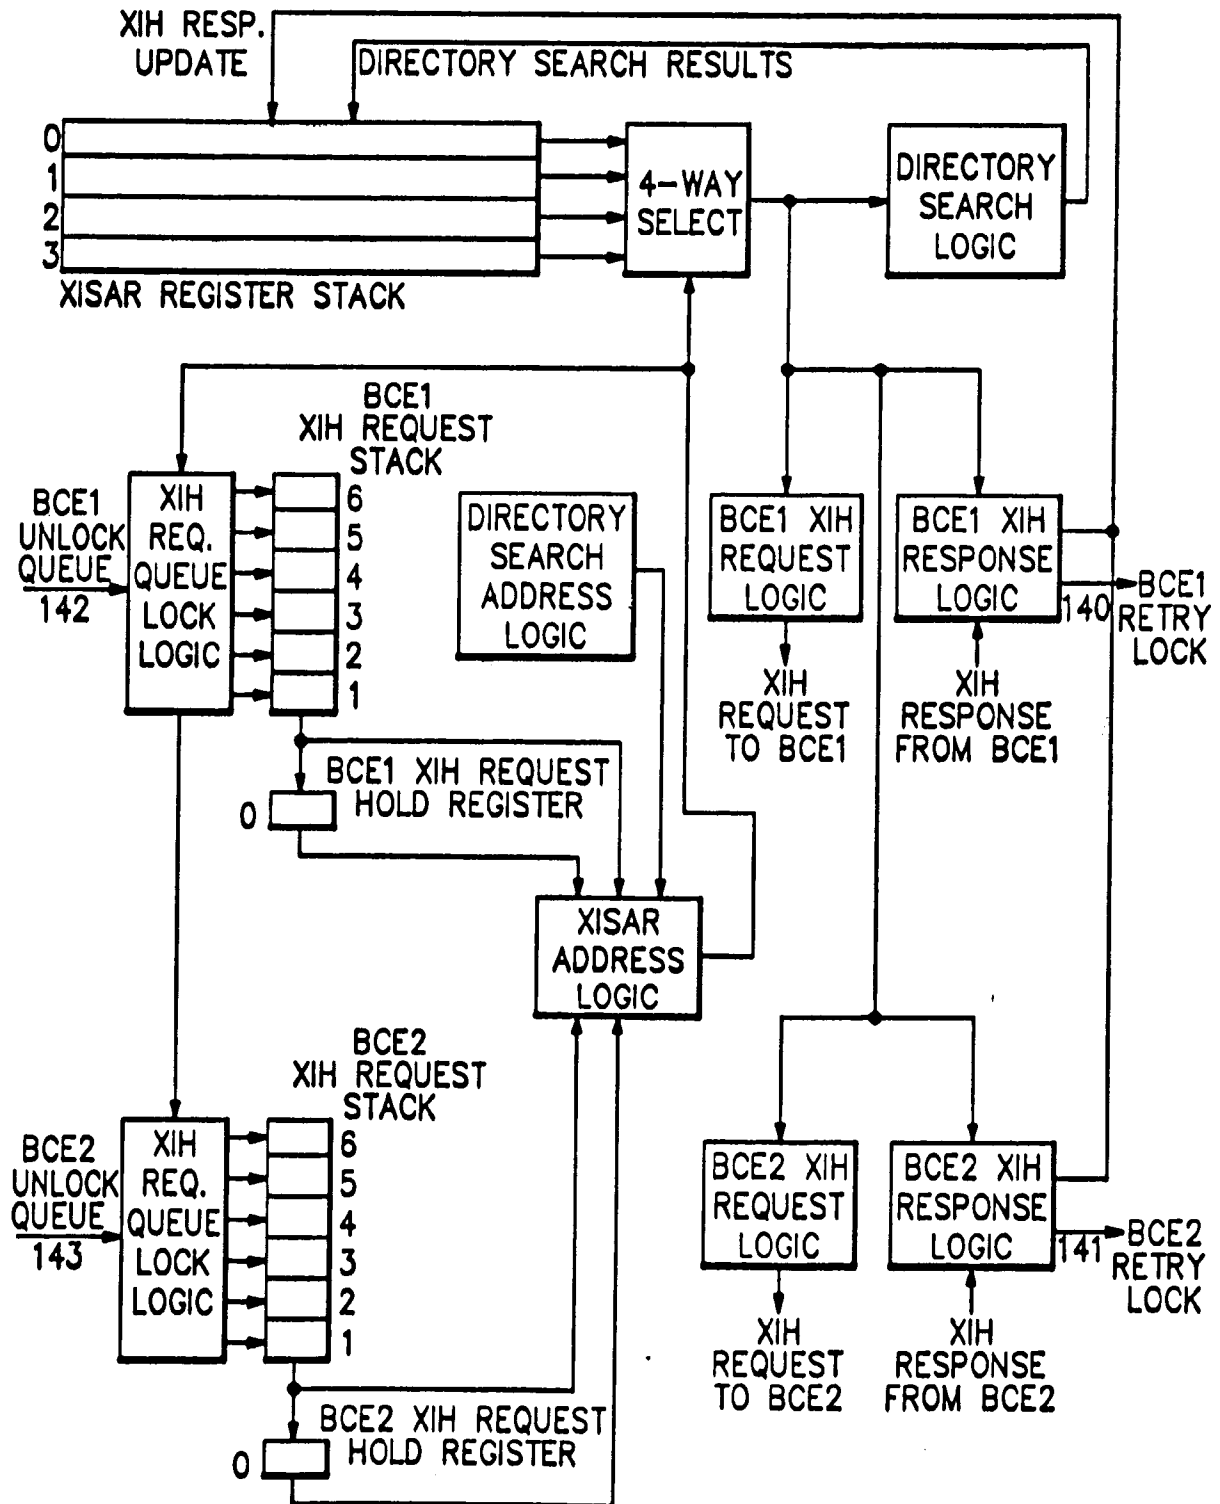 XIH RESP.
UPDATE
DIRECTORY SEARCH RESULTS
0
1
2
3
4-WAY
SELECT
DIRECTORY
SEARCH
LOGIC
XISAR REGISTER STACK
BCE1
XIH REQUEST
STACK
BCE1
UNLOCK
QUEUE
142
XIH
REQ.
QUEUE
LOCK
LOGIC
6
5
4
3
2
1
DIRECTORY
SEARCH
ADDRESS
LOGIC
BCE1 XIH
REQUEST
LOGIC
BCE1 XIH
RESPONSE
LOGIC
140
BCE1
RETRY
LOCK
XIH
REQUEST
TO BCE1
XIH
RESPONSE
FROM BCE1
BCE1 XIH REQUEST
HOLD REGISTER
0
XISAR
ADDRESS
LOGIC
BCE2
XIH REQUEST
STACK
BCE2
UNLOCK
QUEUE
143
XIH
REQ.
QUEUE
LOCK
LOGIC
6
5
4
3
2
1
BCE2 XIH
REQUEST
LOGIC
BCE2 XIH
RESPONSE
LOGIC
141
BCE2
RETRY
LOCK
XIH
REQUEST
TO BCE2
XIH
RESPONSE
FROM BCE2
BCE2 XIH REQUEST
HOLD REGISTER
0